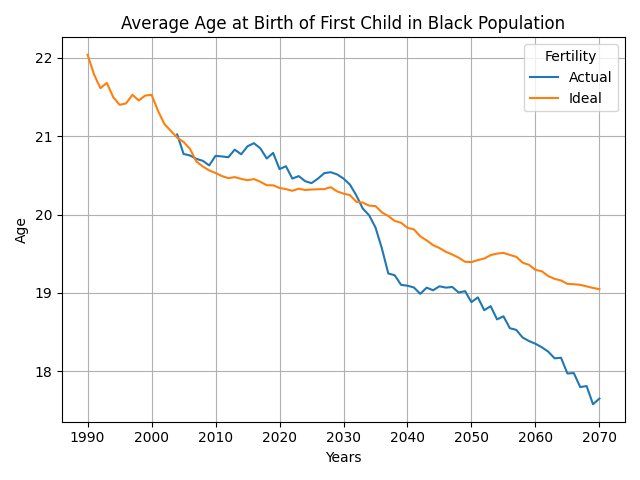 Average Age at Birth of First Child in Black Population
Fertility
Actual
Ideal
22
21
20
19
18
Age
1990 2000 2010 2020 2030 2040 2050 2060 2070
Years